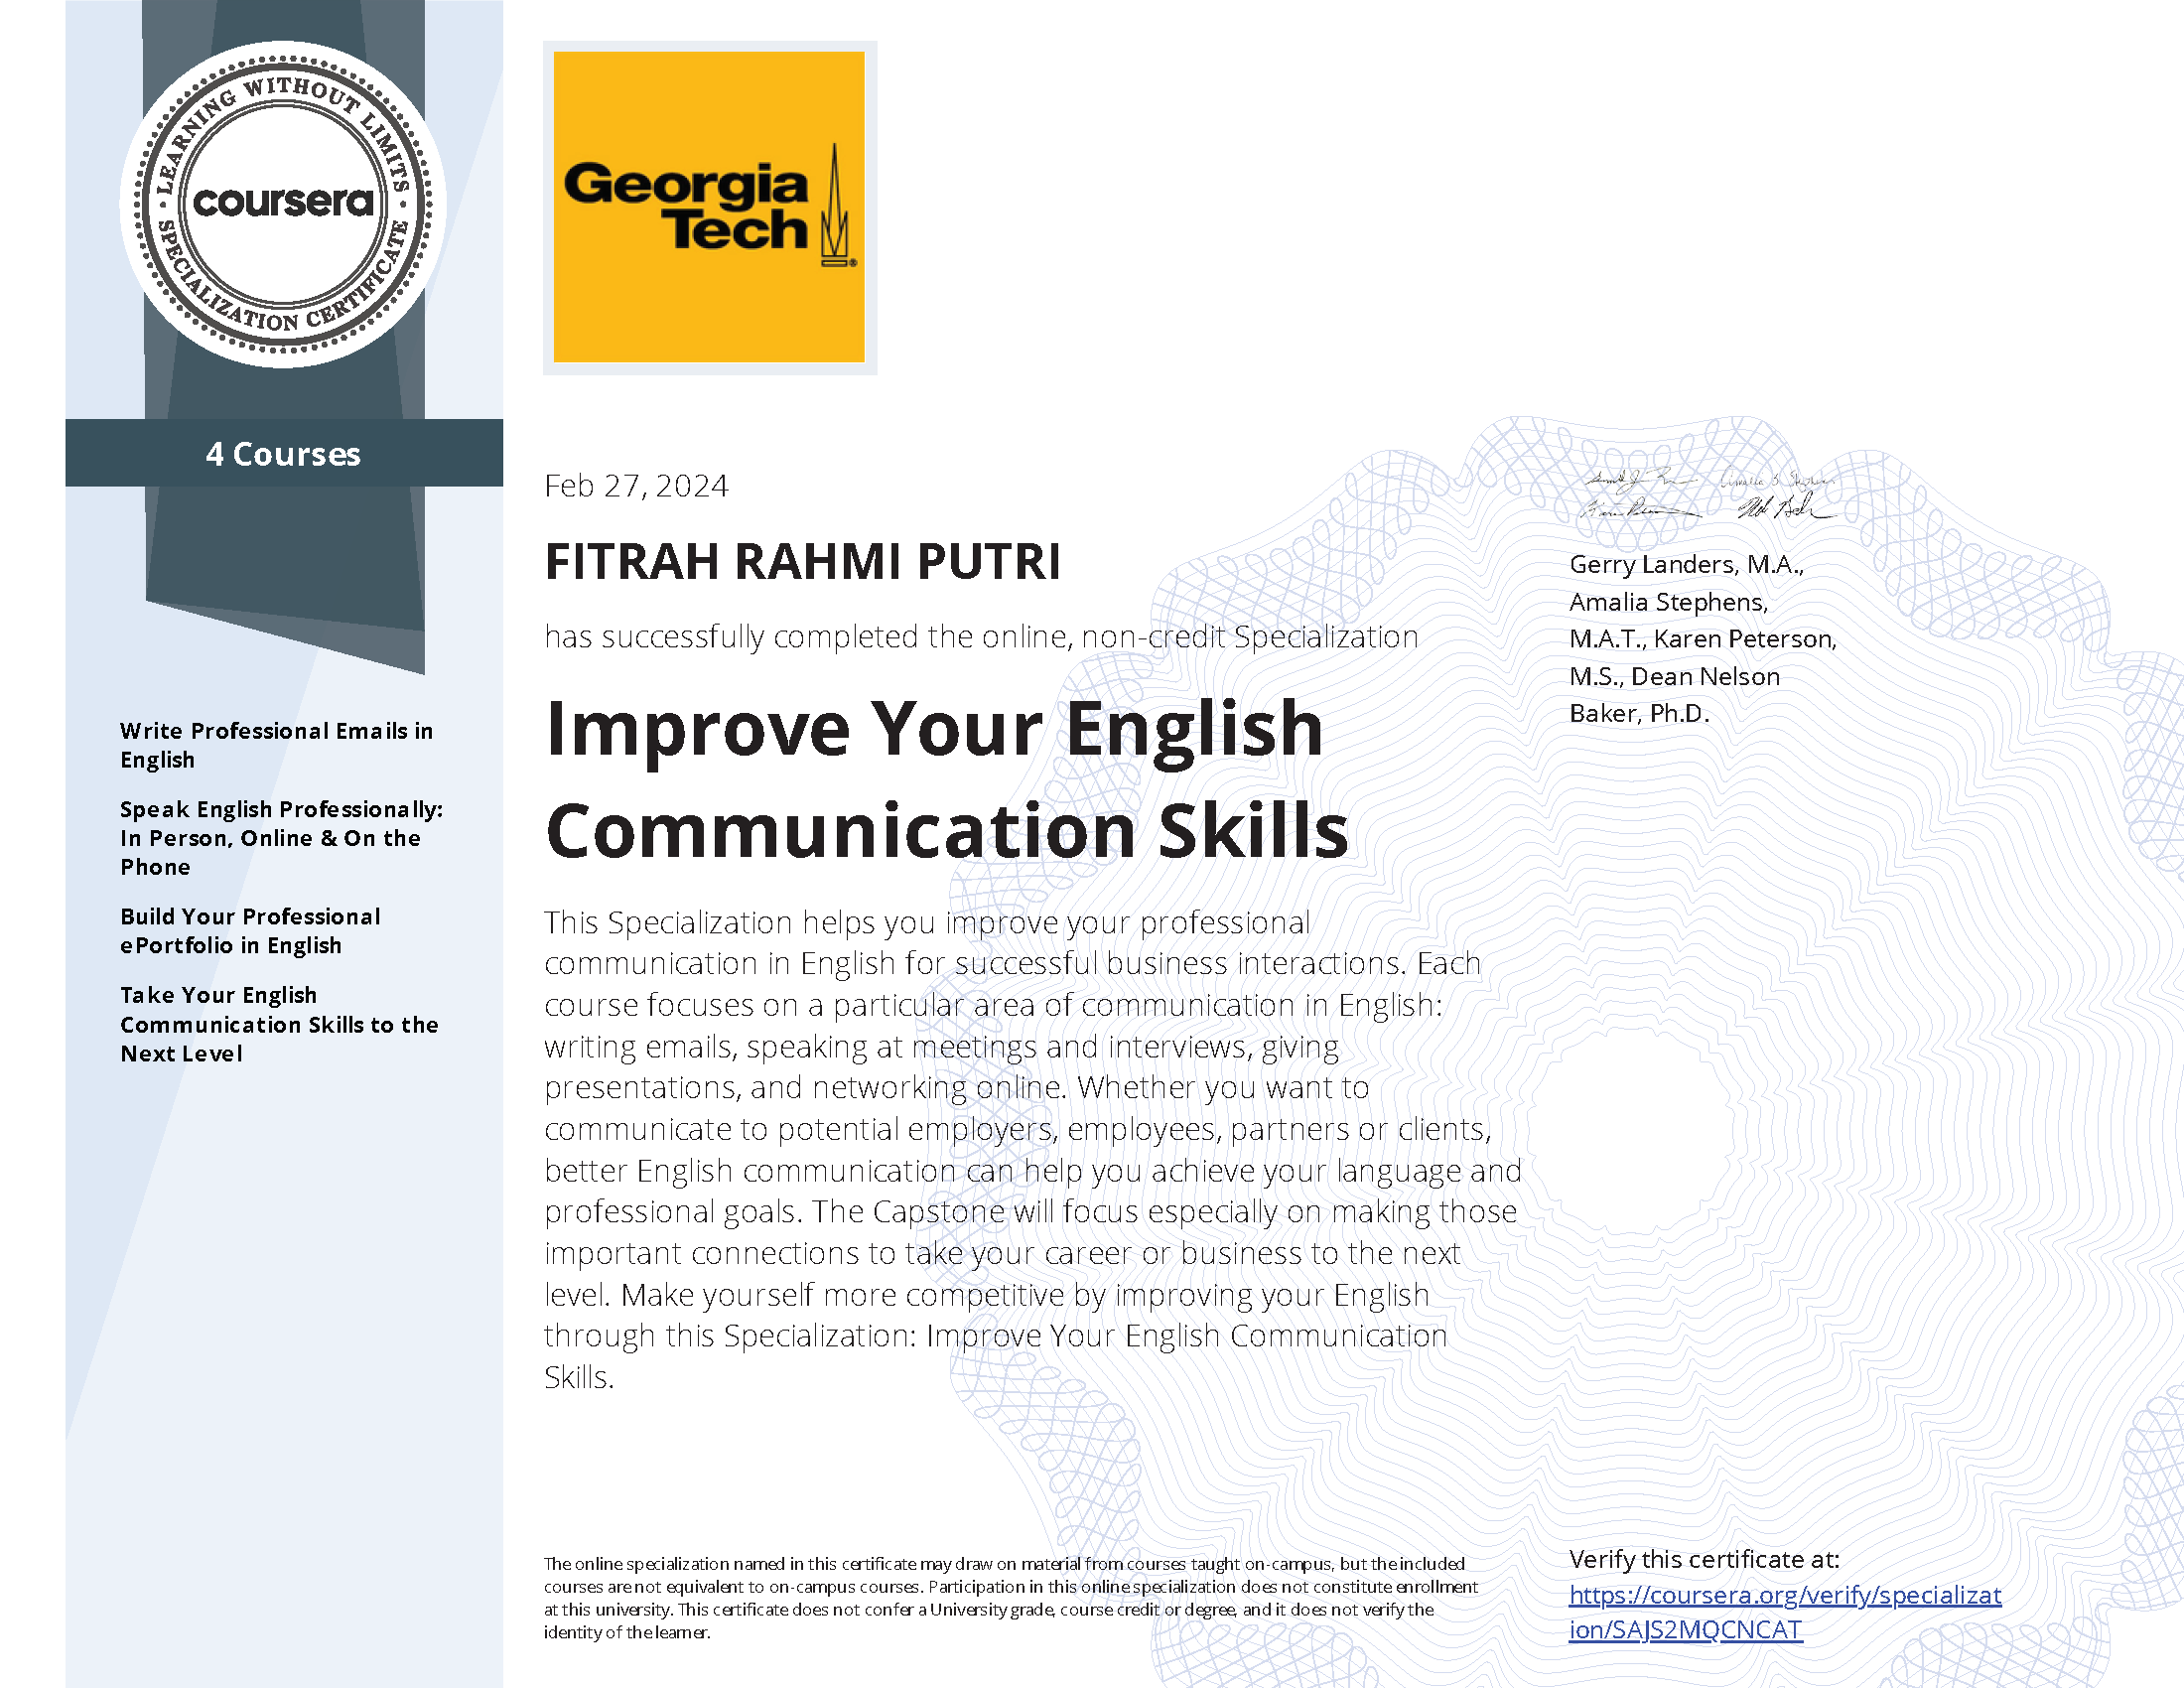 LEARNING WITHOUT LIMITS
coursera
SPECIALIZATION CERTIFICATE
4 Courses
Write Professional Emails in
English
Speak English Professionally:
In Person, Online & On the
Phone
Build Your Professional
ePortfolio in English
Take Your English
Communication Skills to the
Next Level
Georgia
Tech
®
Feb 27, 2024
FITRAH RAHMI PUTRI
has successfully completed the online, non-credit Specialization
Improve Your English
Communication Skills
This Specialization helps you improve your professional
communication in English for successful business interactions. Each
course focuses on a particular area of communication in English:
writing emails, speaking at meetings and interviews, giving
presentations, and networking online. Whether you want to
communicate to potential employers, employees, partners or clients,
better English communication can help you achieve your language and
professional goals. The Capstone will focus especially on making those
important connections to take your career or business to the next
level. Make yourself more competitive by improving your English
through this Specialization: Improve Your English Communication
Skills.
Gerry Landers, M.A.,
Amalia Stephens,
M.A.T., Karen Peterson,
M.S., Dean Nelson
Baker, Ph.D.
The online specialization named in this certificate may draw on material from courses taught on-campus, but the included
courses are not equivalent to on-campus courses. Participation in this online specialization does not constitute enrollment
at this university. This certificate does not confer a University grade, course credit or degree, and it does not verify the
identity of the learner.
Verify this certificate at:
https://coursera.org/verify/specializat
ion/SAJS2MQCNCAT